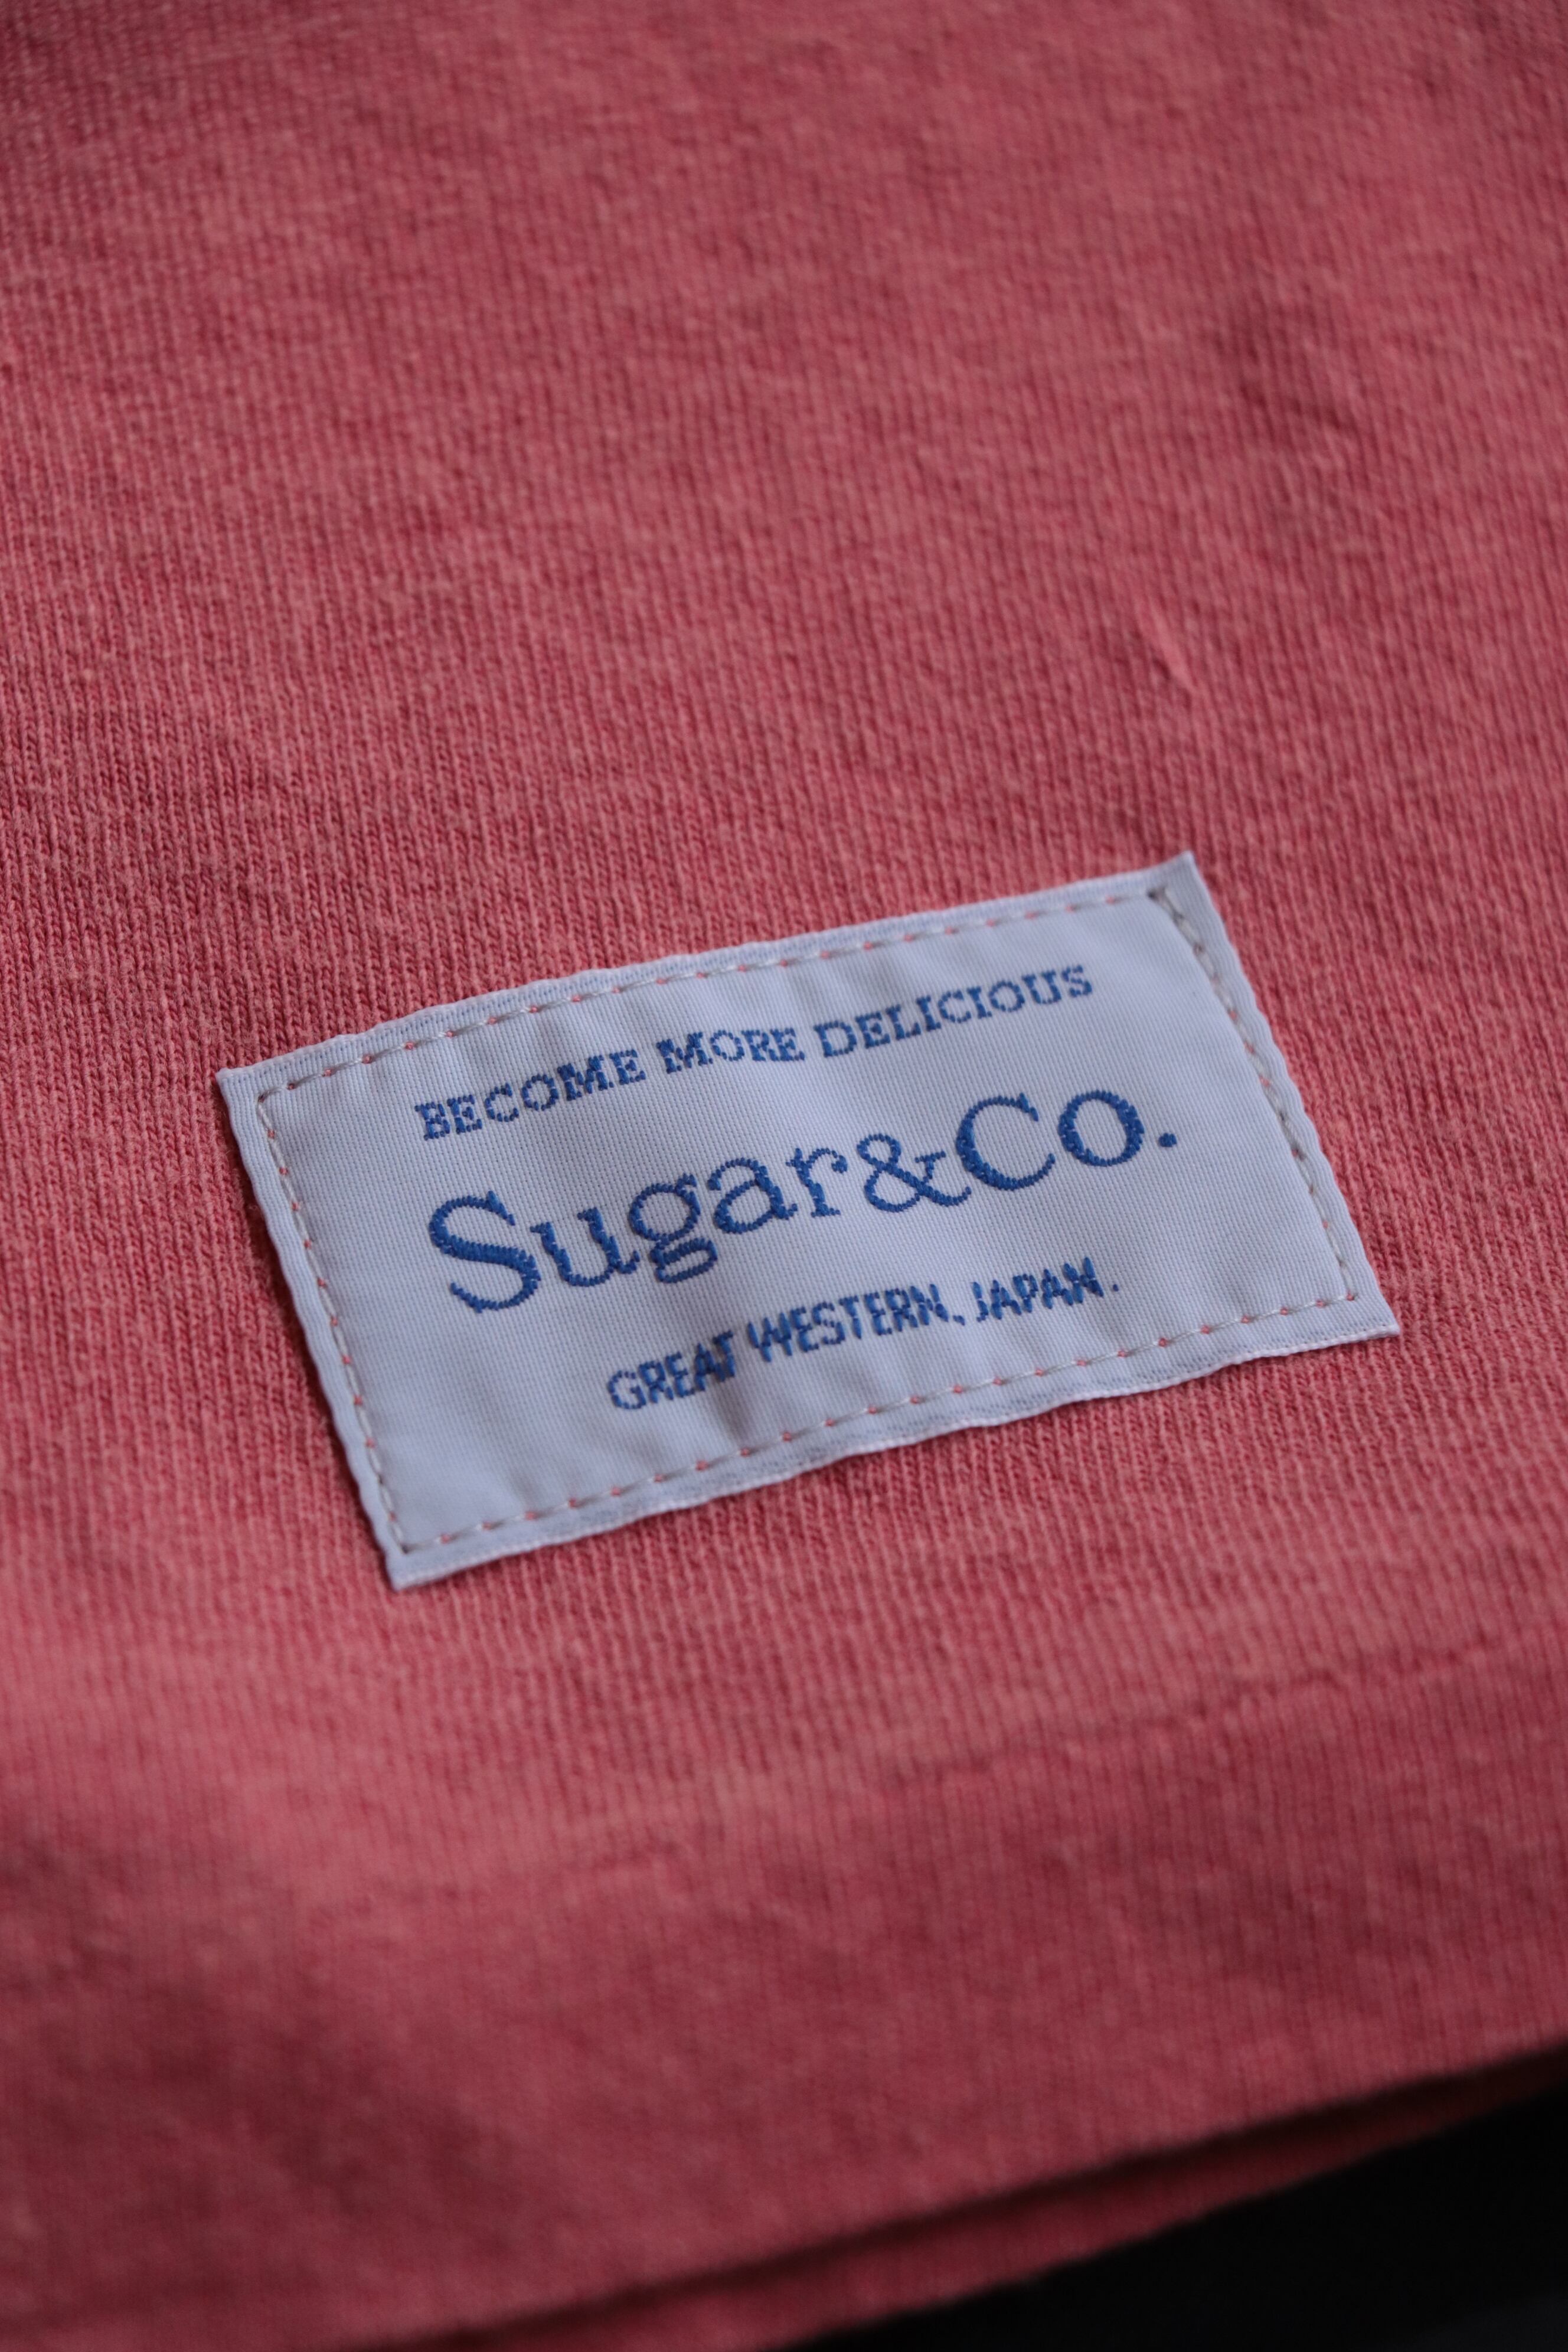 BECOME MORE DELICIOUS
Sugar&Co.
GREAT WESTERN, JAPAN.